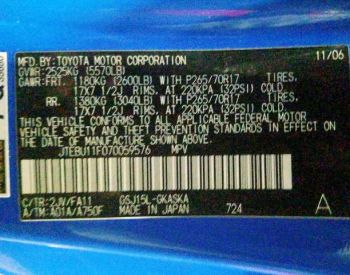 MFD. BY: TOYOTA MOTOR CORPORATION 11/06
GVWR: 2525KG (5570LB)
GAWR:FRT. 1180KG (2600LB) WITH P265/70R17 TIRES,
17X7 1/2J RIMS, AT 220KPA (32PSI) COLD
RR. 1380KG (3040LB) WITH P265/70R17 TIRES,
17X7 1/2J RIMS, AT 220KPA (32PSI) COLD
THIS VEHICLE CONFORMS TO ALL APPLICABLE FEDERAL MOTOR
VEHICLE SAFETY AND THEFT PREVENTION STANDARDS IN EFFECT ON
THE DATE OF MANUFACTURE SHOWN ABOVE.
JTEBU11F070059576 MPV
C/TR: 2JV/FA11 GSJ15L-GKASKA
A/TM: A01A/A750F MADE IN JAPAN 724 A